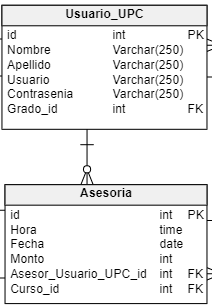 Usuario_UPC
id int PK
Nombre Varchar(250)
Apellido Varchar(250)
Usuario Varchar(250)
Contrasenia Varchar(250)
Grado_id int FK
Asesoria
id int PK
Hora time
Fecha date
Monto int
Asesor_Usuario_UPC_id int FK
Curso_id int FK